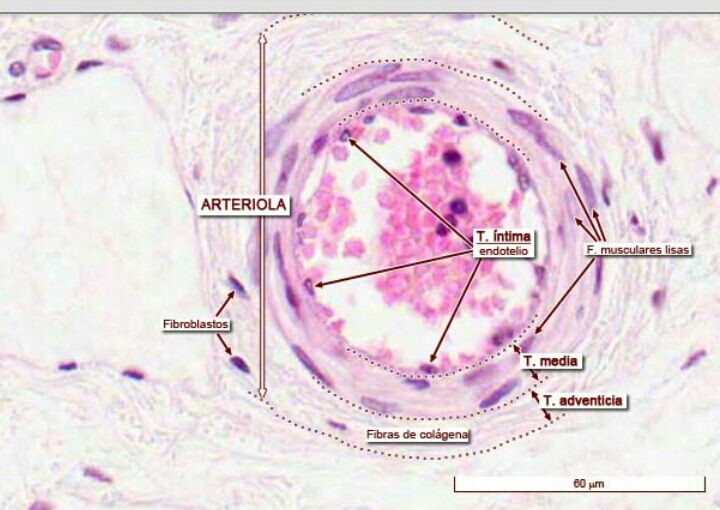 ARTERIOLA
T. íntima
endotelio
F. musculares lisas
Fibroblastos
T. media
T. adventicia
Fibras de colágena
60 µm